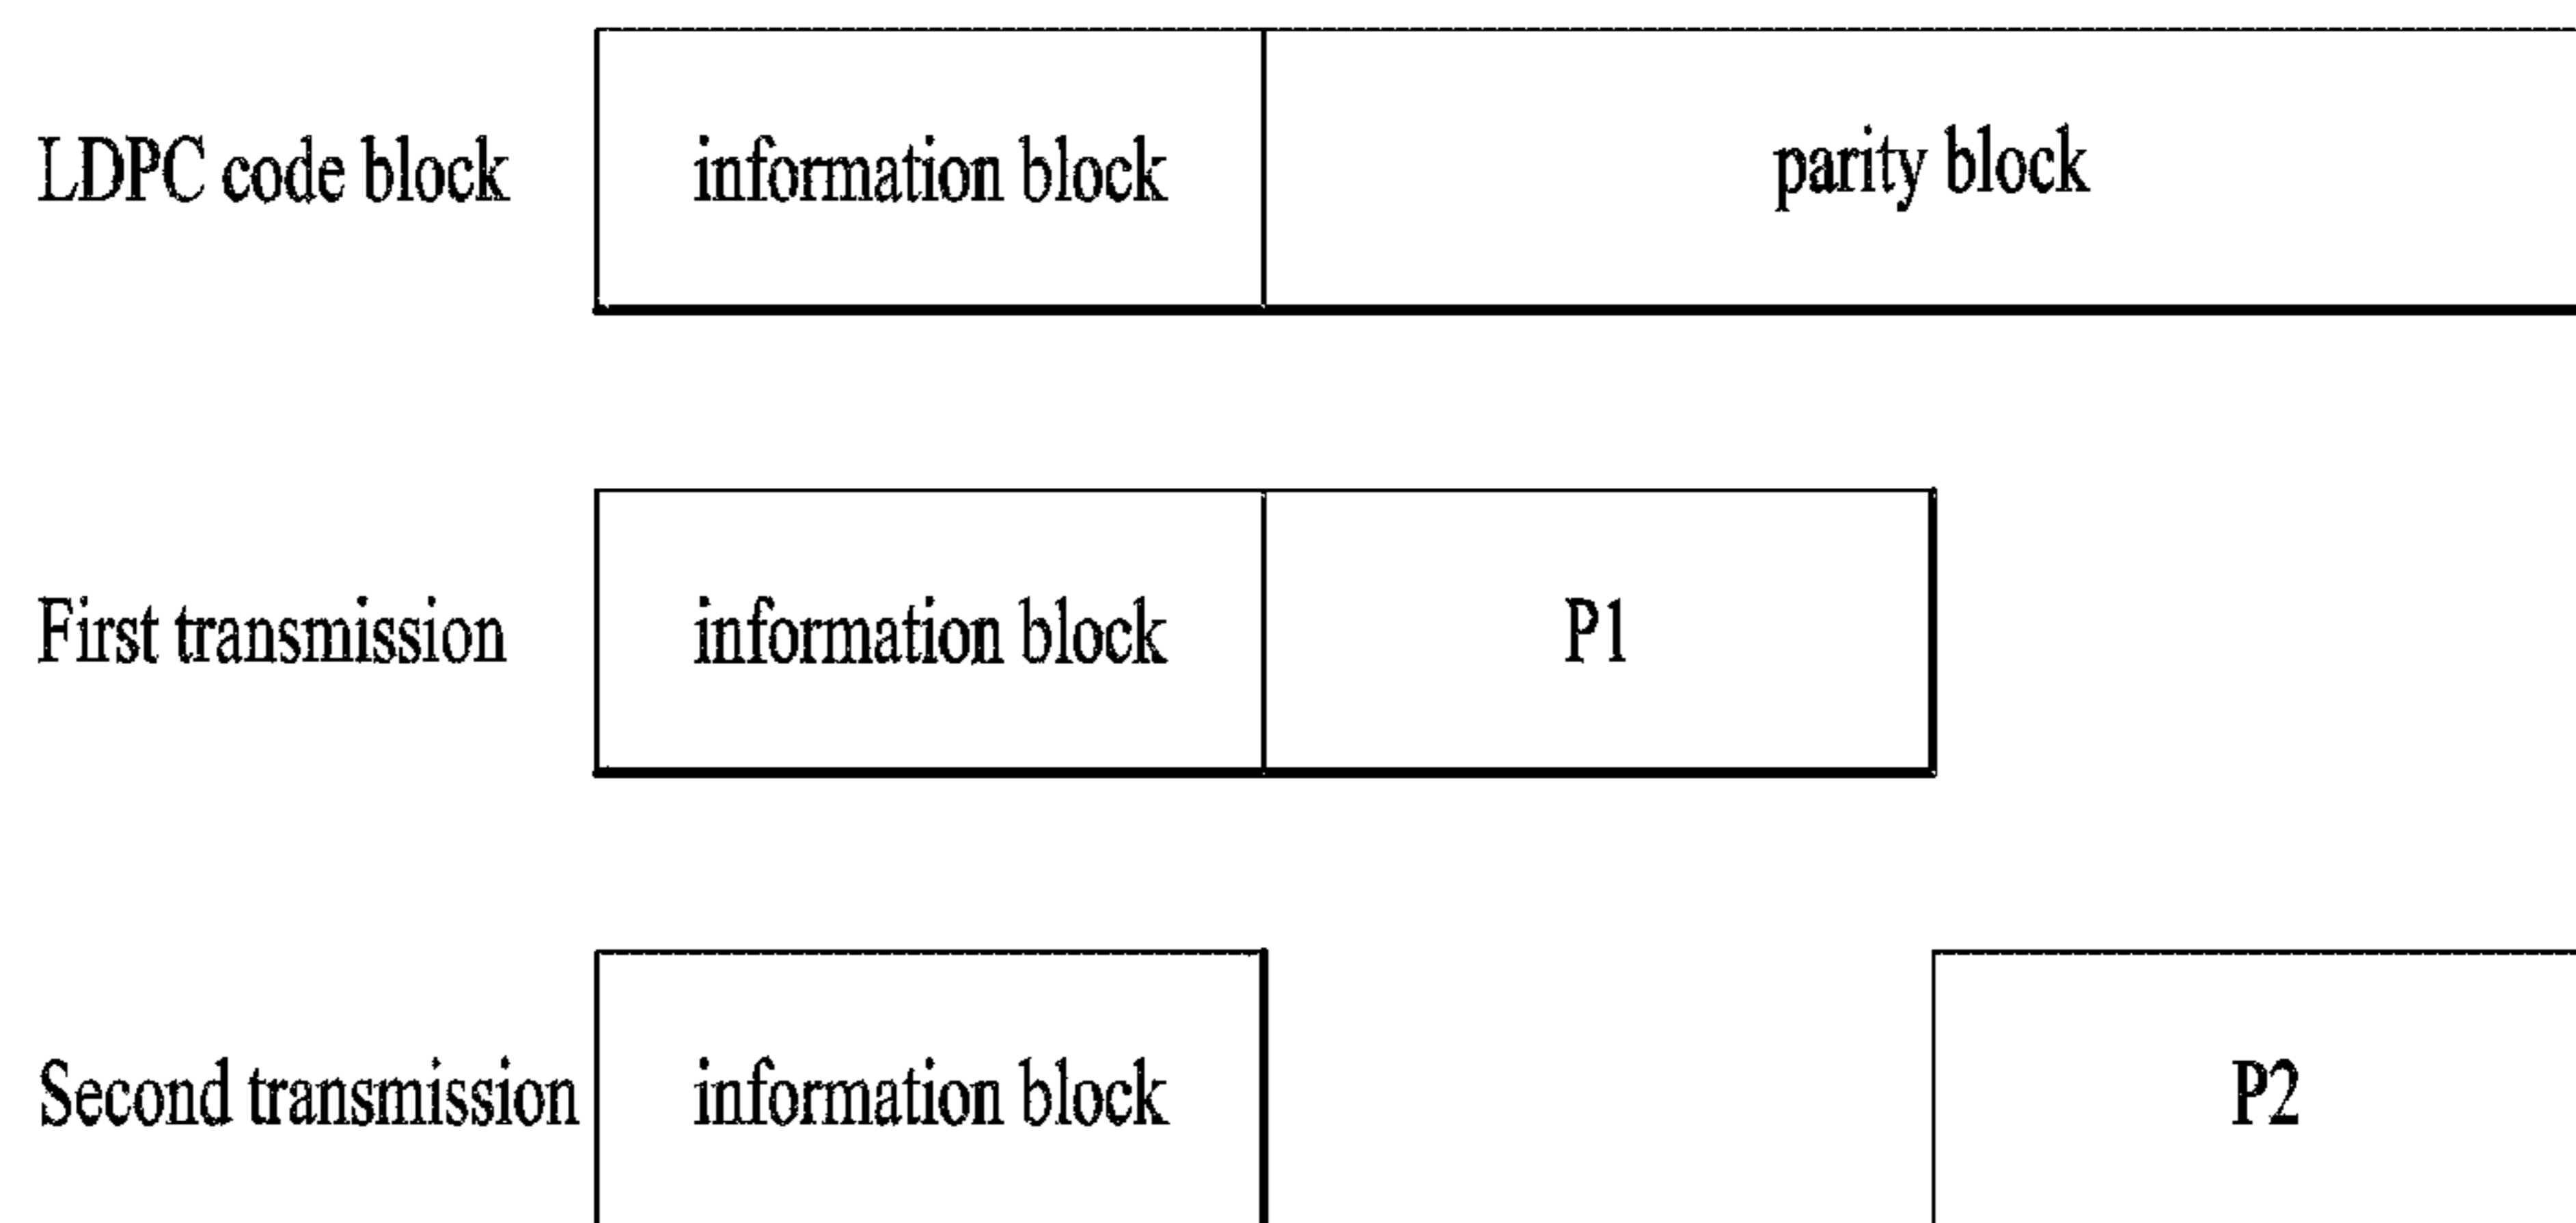 LDPC code block information block parity block
First transmission information block P1
Second transmission information block P2